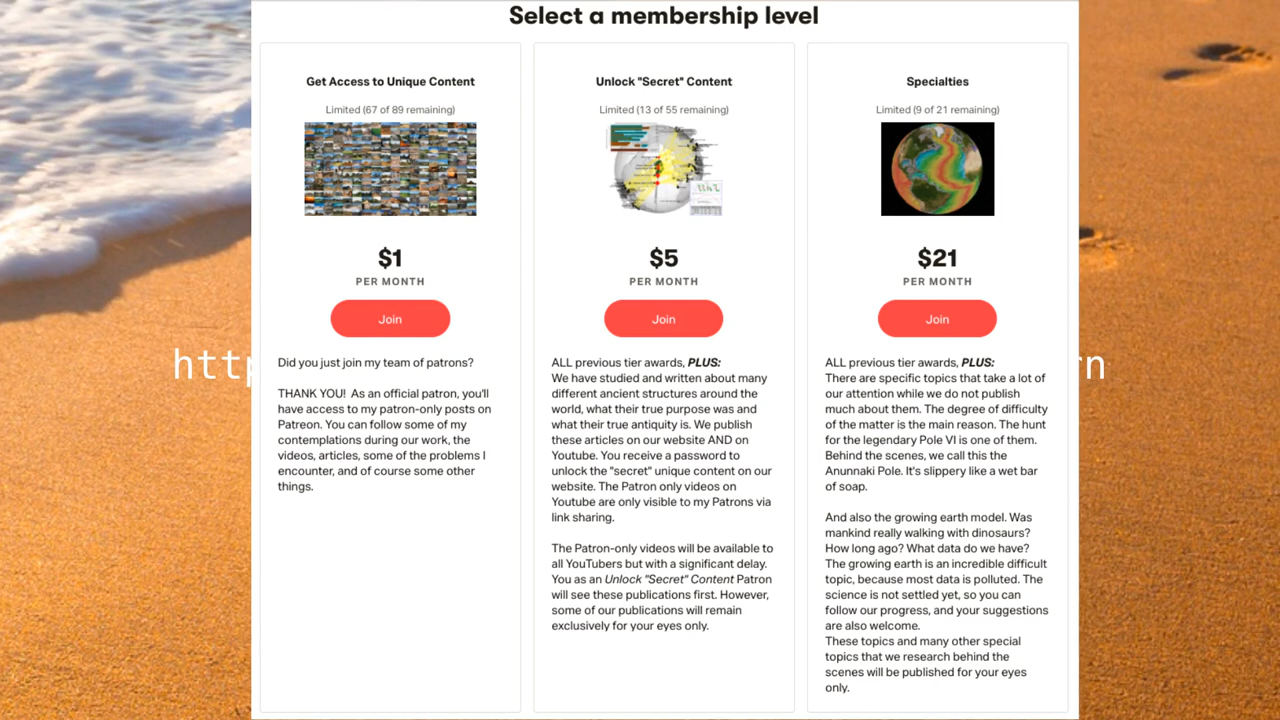 Select a membership level
Get Access to Unique Content
Limited (67 of 89 remaining)
$1
PER MONTH
Join
Did you just join my team of patrons?
THANK YOU!  As an official patron, you'll
have access to my patron-only posts on
Patreon. You can follow some of my
contemplations during our work, the
videos, articles, some of the problems I
encounter, and of course some other
things.
Unlock "Secret" Content
Limited (13 of 55 remaining)
$5
PER MONTH
Join
ALL previous tier awards, PLUS:
We have studied and written about many
different ancient structures around the
world, what their true purpose was and
what their true antiquity is. We publish
these articles on our website AND on
Youtube. You receive a password to
unlock the "secret" unique content on our
website. The Patron only videos on
Youtube are only visible to my Patrons via
link sharing.
The Patron-only videos will be available to
all YouTubers but with a significant delay.
You as an Unlock "Secret" Content Patron
will see these publications first. However,
some of our publications will remain
exclusively for your eyes only.
Specialties
Limited (9 of 21 remaining)
$21
PER MONTH
Join
ALL previous tier awards, PLUS:
There are specific topics that take a lot of
our attention while we do not publish
much about them. The degree of difficulty
of the matter is the main reason. The hunt
for the legendary Pole VI is one of them.
Behind the scenes, we call this the
Anunnaki Pole. It's slippery like a wet bar
of soap.
And also the growing earth model. Was
mankind really walking with dinosaurs?
How long ago? What data do we have?
The growing earth is an incredible difficult
topic, because most data is polluted. The
science is not settled yet, so you can
follow our progress, and your suggestions
are also welcome.
These topics and many other special
topics that we research behind the
scenes will be published for your eyes
only.